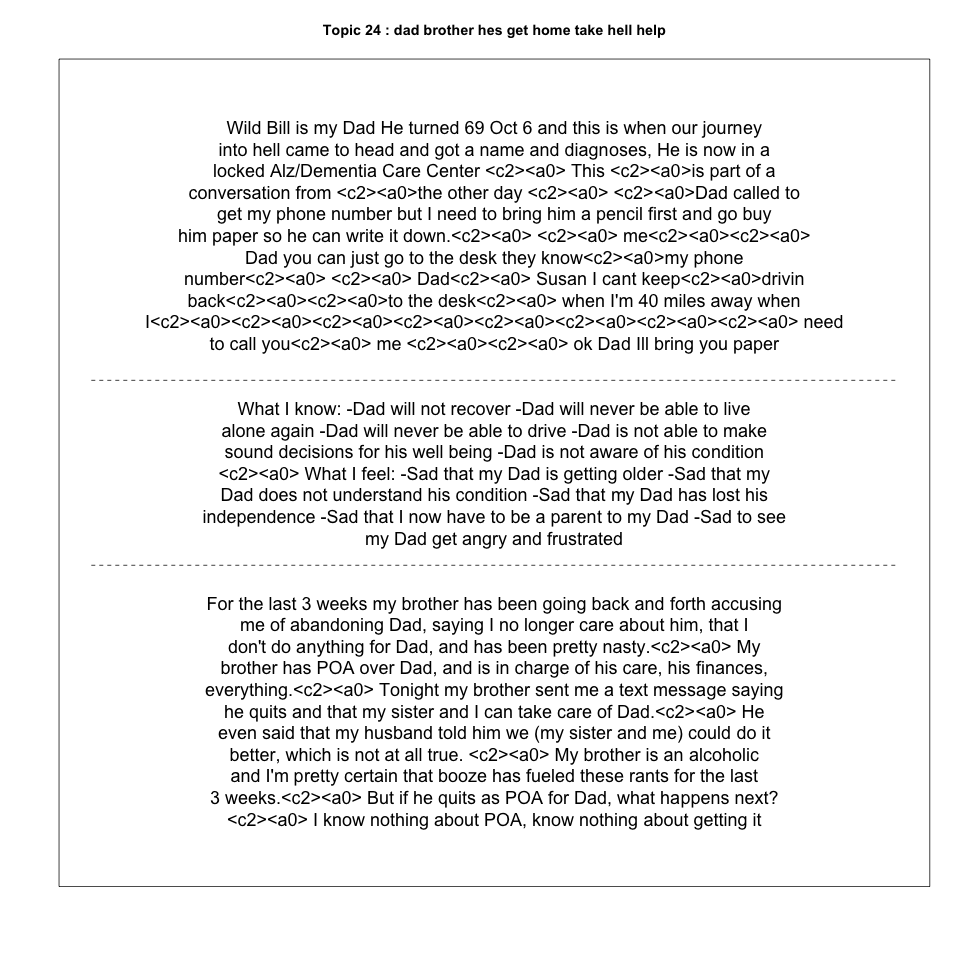 Topic 24 : dad brother hes get home take hell help
Wild Bill is my Dad He turned 69 Oct 6 and this is when our journey
into hell came to head and got a name and diagnoses, He is now in a
locked Alz/Dementia Care Center <c2><a0> This <c2><a0>is part of a
conversation from <c2><a0>the other day <c2><a0> <c2><a0>Dad called to
get my phone number but I need to bring him a pencil first and go buy
him paper so he can write it down.<c2><a0> <c2><a0> me<c2><a0><c2><a0>
Dad you can just go to the desk they know<c2><a0>my phone
number<c2><a0> <c2><a0> Dad<c2><a0> Susan I cant keep<c2><a0>drivin
back<c2><a0><c2><a0>to the desk<c2><a0> when I'm 40 miles away when
I<c2><a0><c2><a0><c2><a0><c2><a0><c2><a0><c2><a0><c2><a0><c2><a0> need
to call you<c2><a0> me <c2><a0><c2><a0> ok Dad Ill bring you paper
What I know: -Dad will not recover -Dad will never be able to live
alone again -Dad will never be able to drive -Dad is not able to make
sound decisions for his well being -Dad is not aware of his condition
<c2><a0> What I feel: -Sad that my Dad is getting older -Sad that my
Dad does not understand his condition -Sad that my Dad has lost his
independence -Sad that I now have to be a parent to my Dad -Sad to see
my Dad get angry and frustrated
For the last 3 weeks my brother has been going back and forth accusing
me of abandoning Dad, saying I no longer care about him, that I
don't do anything for Dad, and has been pretty nasty.<c2><a0> My
brother has POA over Dad, and is in charge of his care, his finances,
everything.<c2><a0> Tonight my brother sent me a text message saying
he quits and that my sister and I can take care of Dad.<c2><a0> He
even said that my husband told him we (my sister and me) could do it
better, which is not at all true. <c2><a0> My brother is an alcoholic
and I'm pretty certain that booze has fueled these rants for the last
3 weeks.<c2><a0> But if he quits as POA for Dad, what happens next?
<c2><a0> I know nothing about POA, know nothing about getting it